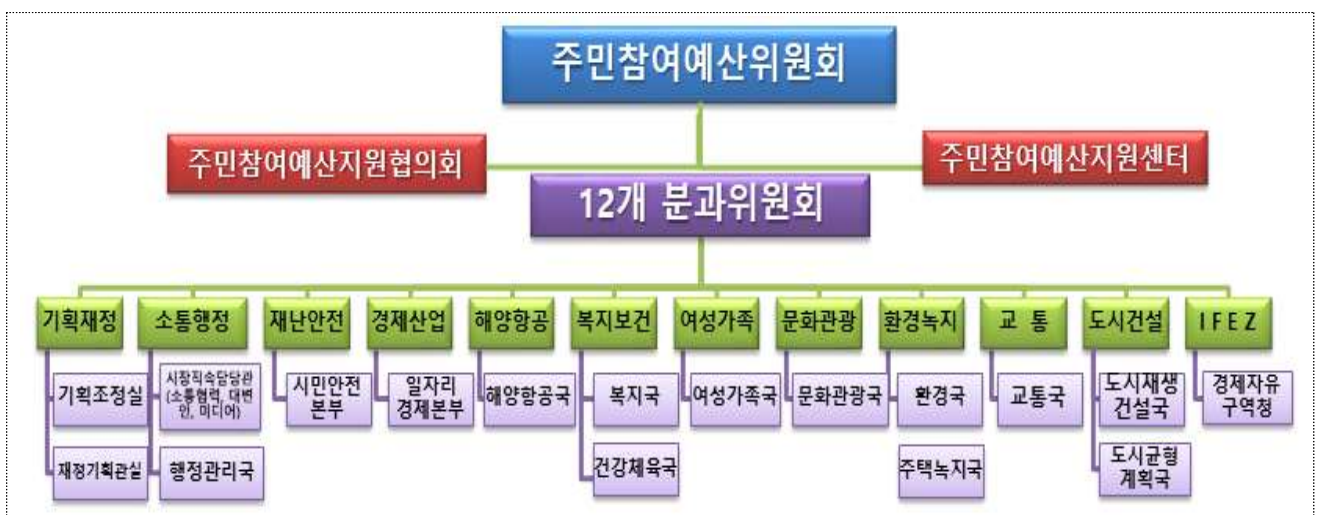 주민참여예산위원회
주민참여예산지원협의회
주민참여예산지원센터
12개 분과위원회
기획재정
소통행정
재난안전
경제산업
해양항공
복지보건
여성가족
문화관광
환경녹지
교 통
도시건설
IFEZ
기획조정실
시장직속담당관
(소통협력, 대변
인, 미디어)
시민안전
본부
일자리
경제본부
해양항공국
복지국
여성가족국
문화관광국
환경국
교통국
도시재생
건설국
경제자유
구역청
재정기획관실
행정관리국
건강체육국
주택녹지국
도시균형
계획국